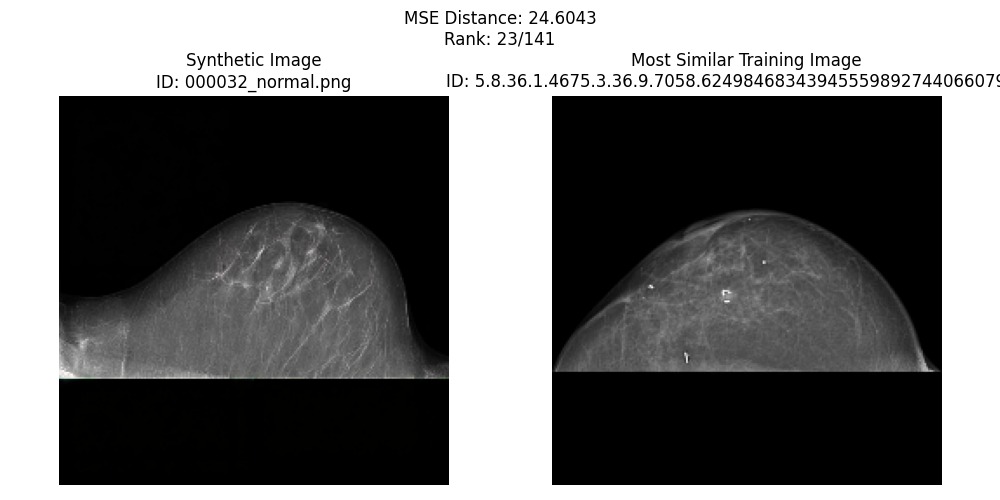 MSE Distance: 24.6043
Rank: 23/141
Synthetic Image
ID: 000032_normal.png
Most Similar Training Image
ID: 5.8.36.1.4675.3.36.9.7058.62498468343945559892744066079